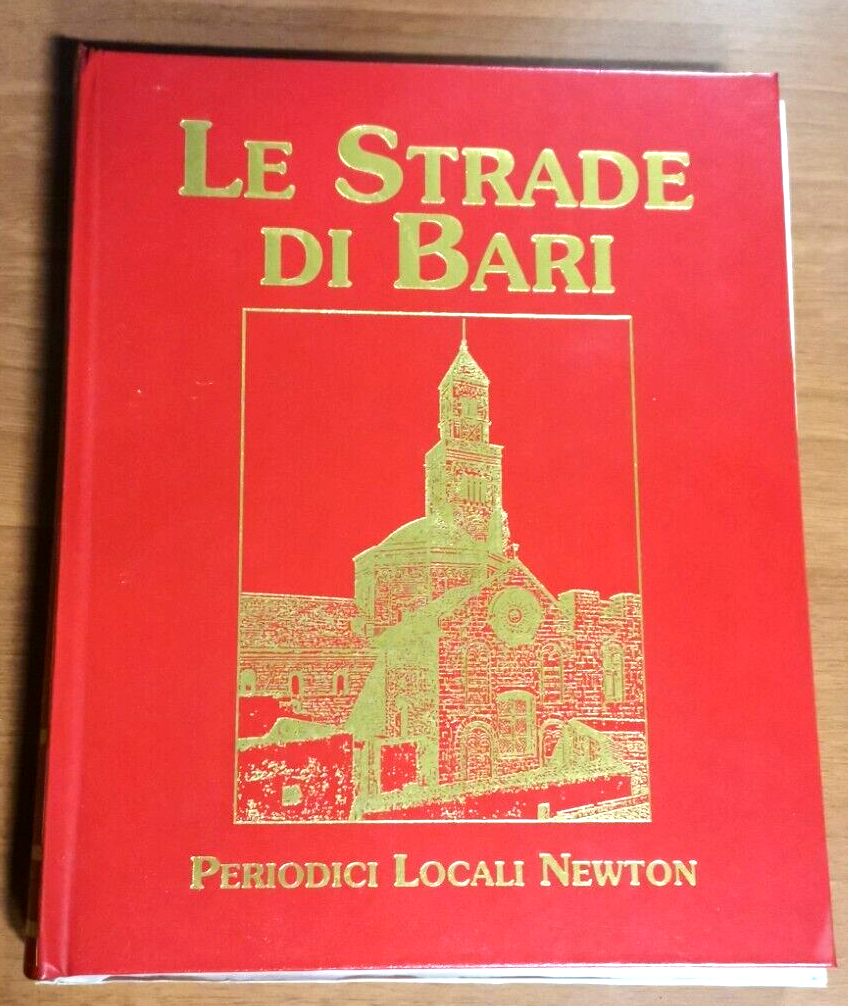 LE STRADE
DI BARI
PERIODICI LOCALI NEWTON